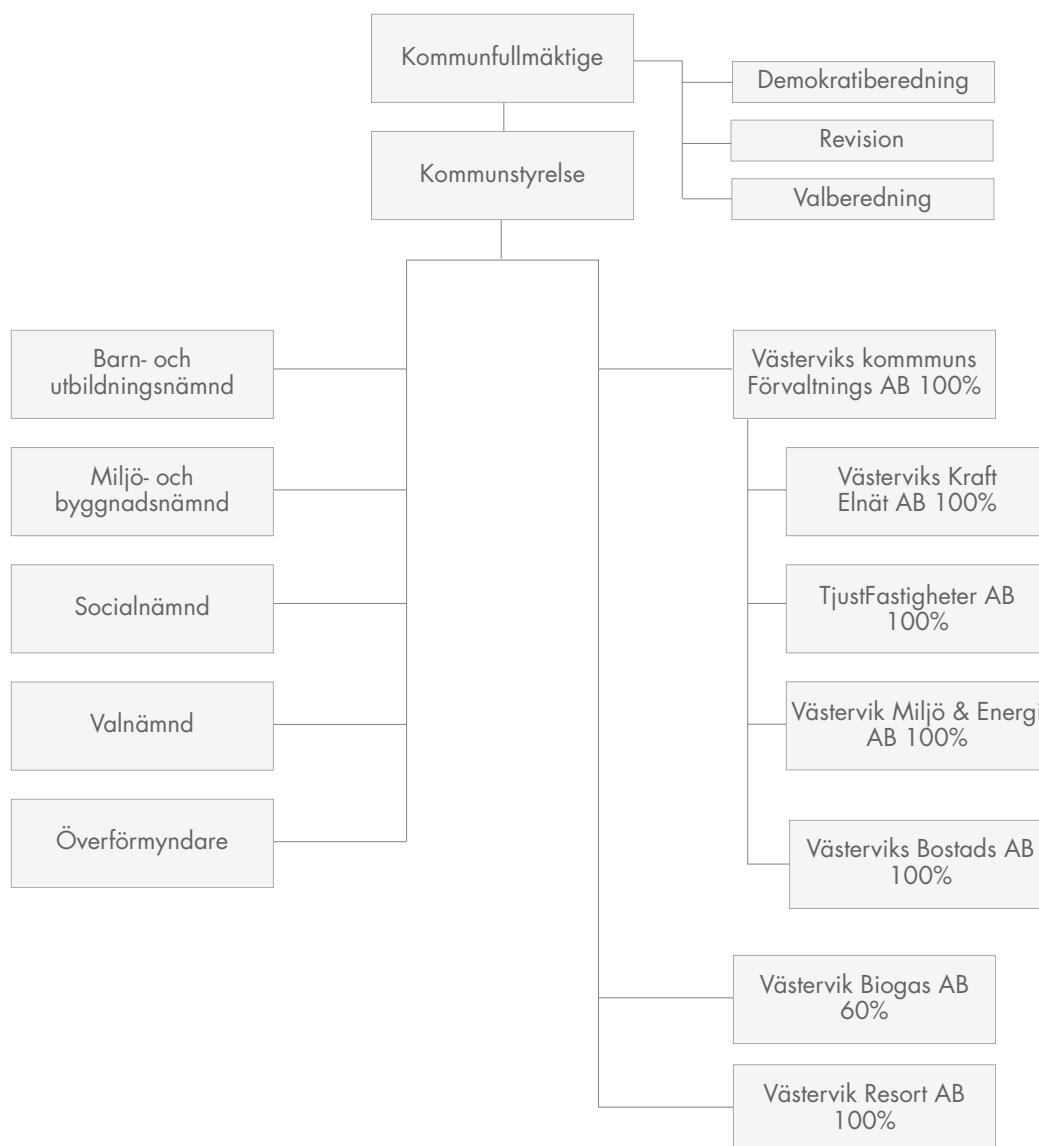 Kommunfullmäktige
Demokratiberedning
Revision
Kommunstyrelse
Valberedning
Barn- och
utbildningsnämnd
Miljö- och
byggnadsnämnd
Socialnämnd
Valnämnd
Överförmyndare
Västerviks kommmuns
Förvaltnings AB 100%
Västerviks Kraft
Elnät AB 100%
TjustFastigheter AB
100%
Västervik Miljö & Energi
AB 100%
Västerviks Bostads AB
100%
Västervik Biogas AB
60%
Västervik Resort AB
100%